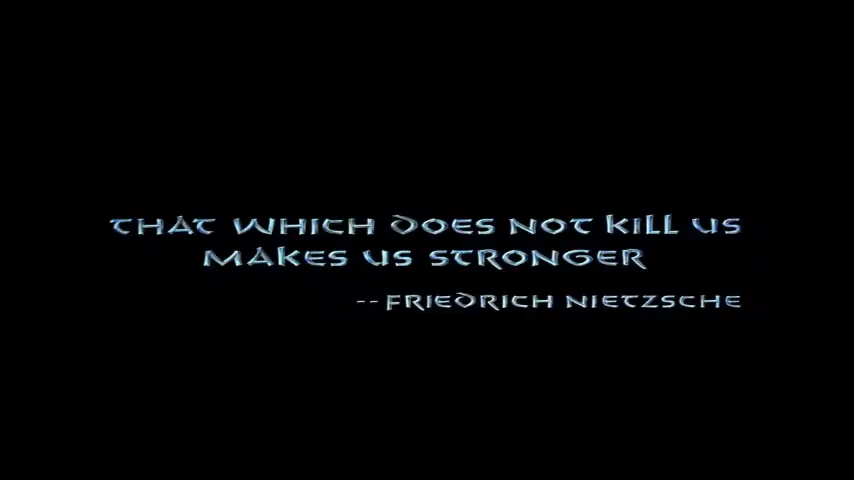 THAT WHICH DOES NOT KILL US
MAKES US STRONGER
--FRIEDRICH NIETZSCHE